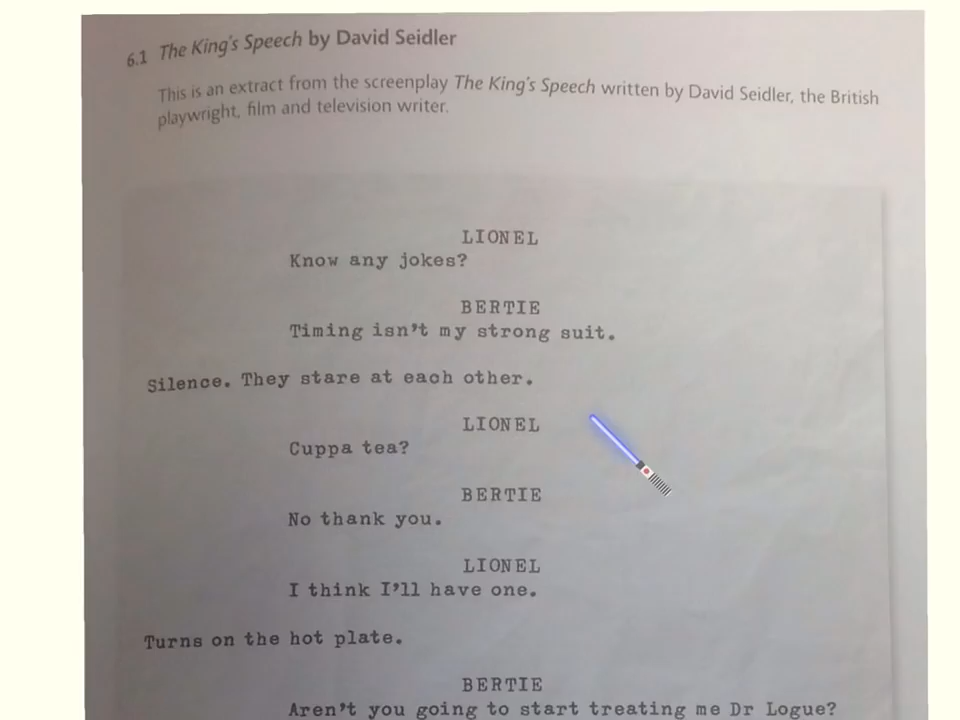 6.1 The King's Speech by David Seidler
This is an extract from the screenplay The King's Speech written by David Seidler, the British
playwright, film and television writer.
LIONEL
Know any jokes?
BERTIE
Timing isn't my strong suit.
Silence. They stare at each other.
LIONEL
Cuppa tea?
BERTIE
No thank you.
LIONEL
I think I'll have one.
Turns on the hot plate.
BERTIE
Aren't you going to start treating me Dr Logue?